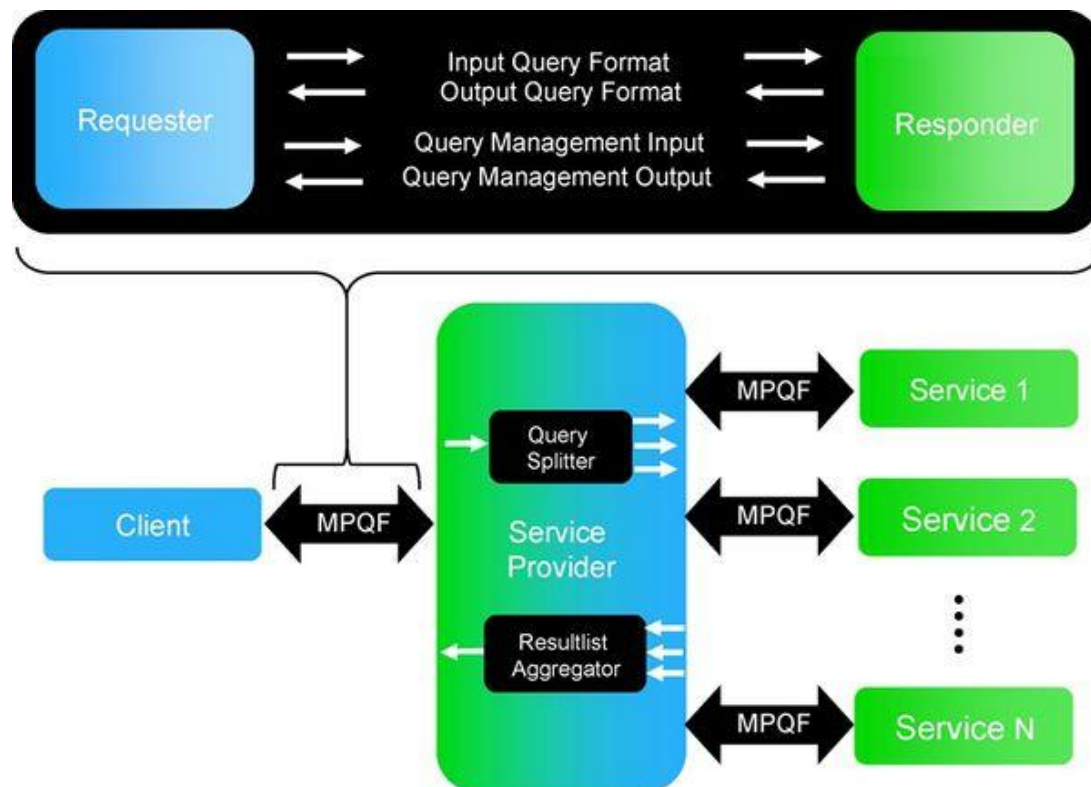 Requester
Input Query Format
Output Query Format
Query Management Input
Query Management Output
Responder
Client
MPQF
Query
Splitter
Service
Provider
Resultlist
Aggregator
MPQF
Service 1
MPQF
Service 2
MPQF
Service N